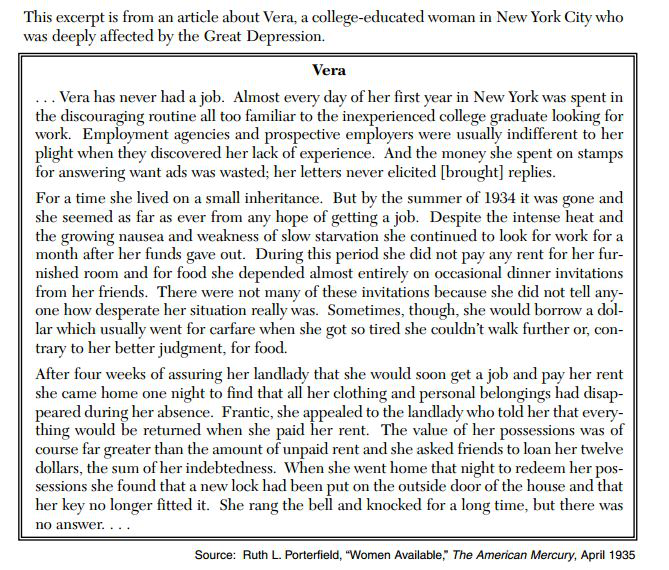 This excerpt is from an article about Vera, a college-educated woman in New York City who
was deeply affected by the Great Depression.
Vera
. . . Vera has never had a job. Almost every day of her first year in New York was spent in
the discouraging routine all too familiar to the inexperienced college graduate looking for
work. Employment agencies and prospective employers were usually indifferent to her
plight when they discovered her lack of experience. And the money she spent on stamps
for answering want ads was wasted; her letters never elicited [brought] replies.
For a time she lived on a small inheritance. But by the summer of 1934 it was gone and
she seemed as far as ever from any hope of getting a job. Despite the intense heat and
the growing nausea and weakness of slow starvation she continued to look for work for a
month after her funds gave out. During this period she did not pay any rent for her fur-
nished room and for food she depended almost entirely on occasional dinner invitations
from her friends. There were not many of these invitations because she did not tell any-
one how desperate her situation really was. Sometimes, though, she would borrow a dol-
lar which usually went for carfare when she got so tired she couldn't walk further or, con-
trary to her better judgment, for food.
After four weeks of assuring her landlady that she would soon get a job and pay her rent
she came home one night to find that all her clothing and personal belongings had disap-
peared during her absence. Frantic, she appealed to the landlady who told her that every-
thing would be returned when she paid her rent. The value of her possessions was of
course far greater than the amount of unpaid rent and she asked friends to loan her twelve
dollars, the sum of her indebtedness. When she went home that night to redeem her pos-
sessions she found that a new lock had been put on the outside door of the house and that
her key no longer fitted it. She rang the bell and knocked for a long time, but there was
no answer. . . .
Source: Ruth L. Porterfield, "Women Available," The American Mercury, April 1935